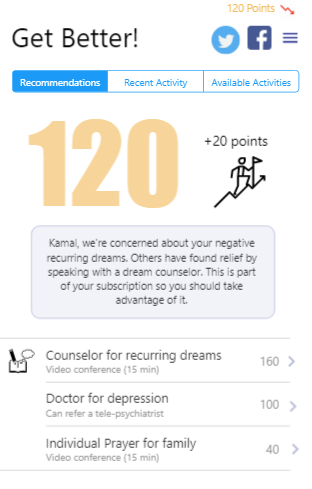 120 Points
Get Better!
Recommendations
Recent Activity
Available Activities
120
+20 points
Kamal, we're concerned about your negative
recurring dreams. Others have found relief by
speaking with a dream counselor. This is part
of your subscription so you should take
advantage of it.
Counselor for recurring dreams
160
Video conference (15 min)
Doctor for depression
100
Can refer a tele-psychiatrist
Individual Prayer for family
40
Video conference (15 min)